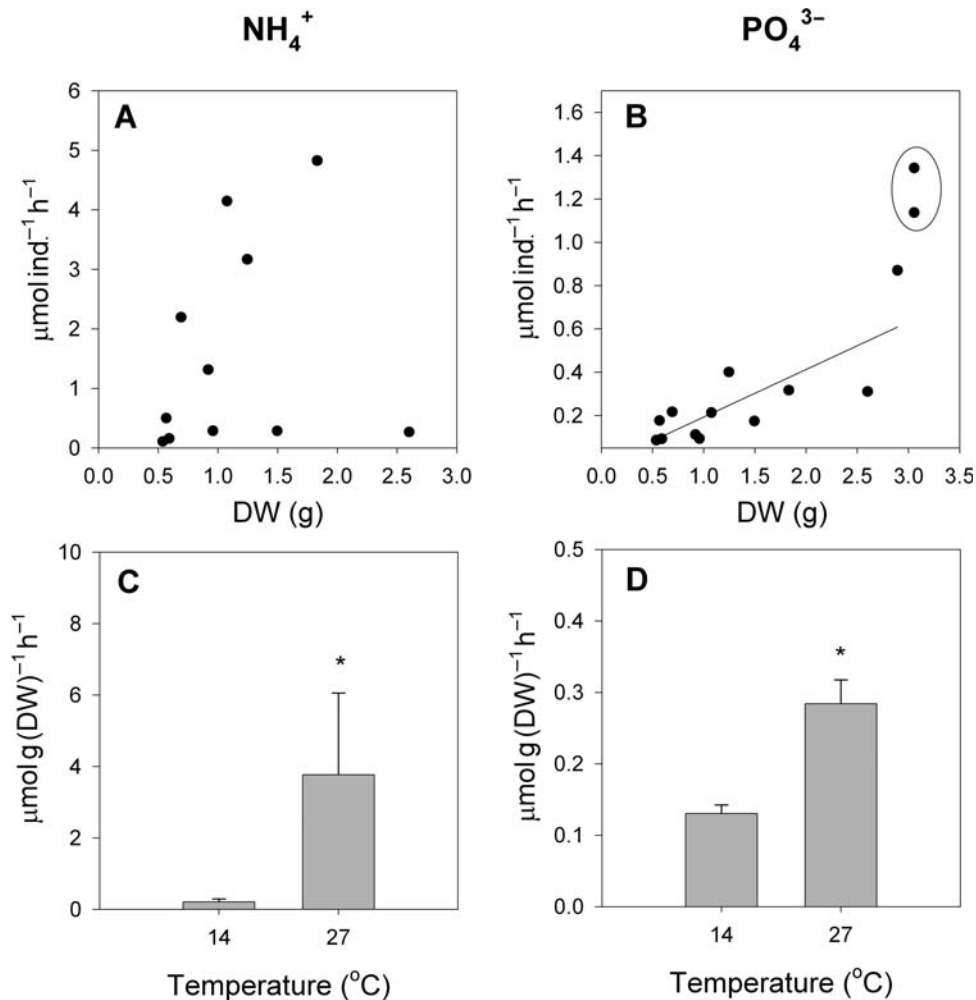 NH₄⁺
PO₄³⁻
A
μmol ind.⁻¹ h⁻¹
6
5
4
3
2
1
0
0.0 0.5 1.0 1.5 2.0 2.5 3.0
DW (g)
B
μmol ind.⁻¹ h⁻¹
1.6
1.4
1.2
1.0
0.8
0.6
0.4
0.2
0.0 0.5 1.0 1.5 2.0 2.5 3.0 3.5
DW (g)
C
μmol g (DW)⁻¹ h⁻¹
10
8
6
4
2
0
*
14 27
Temperature (°C)
D
μmol g (DW)⁻¹ h⁻¹
0.5
0.4
0.3
0.2
0.1
0.0
*
14 27
Temperature (°C)